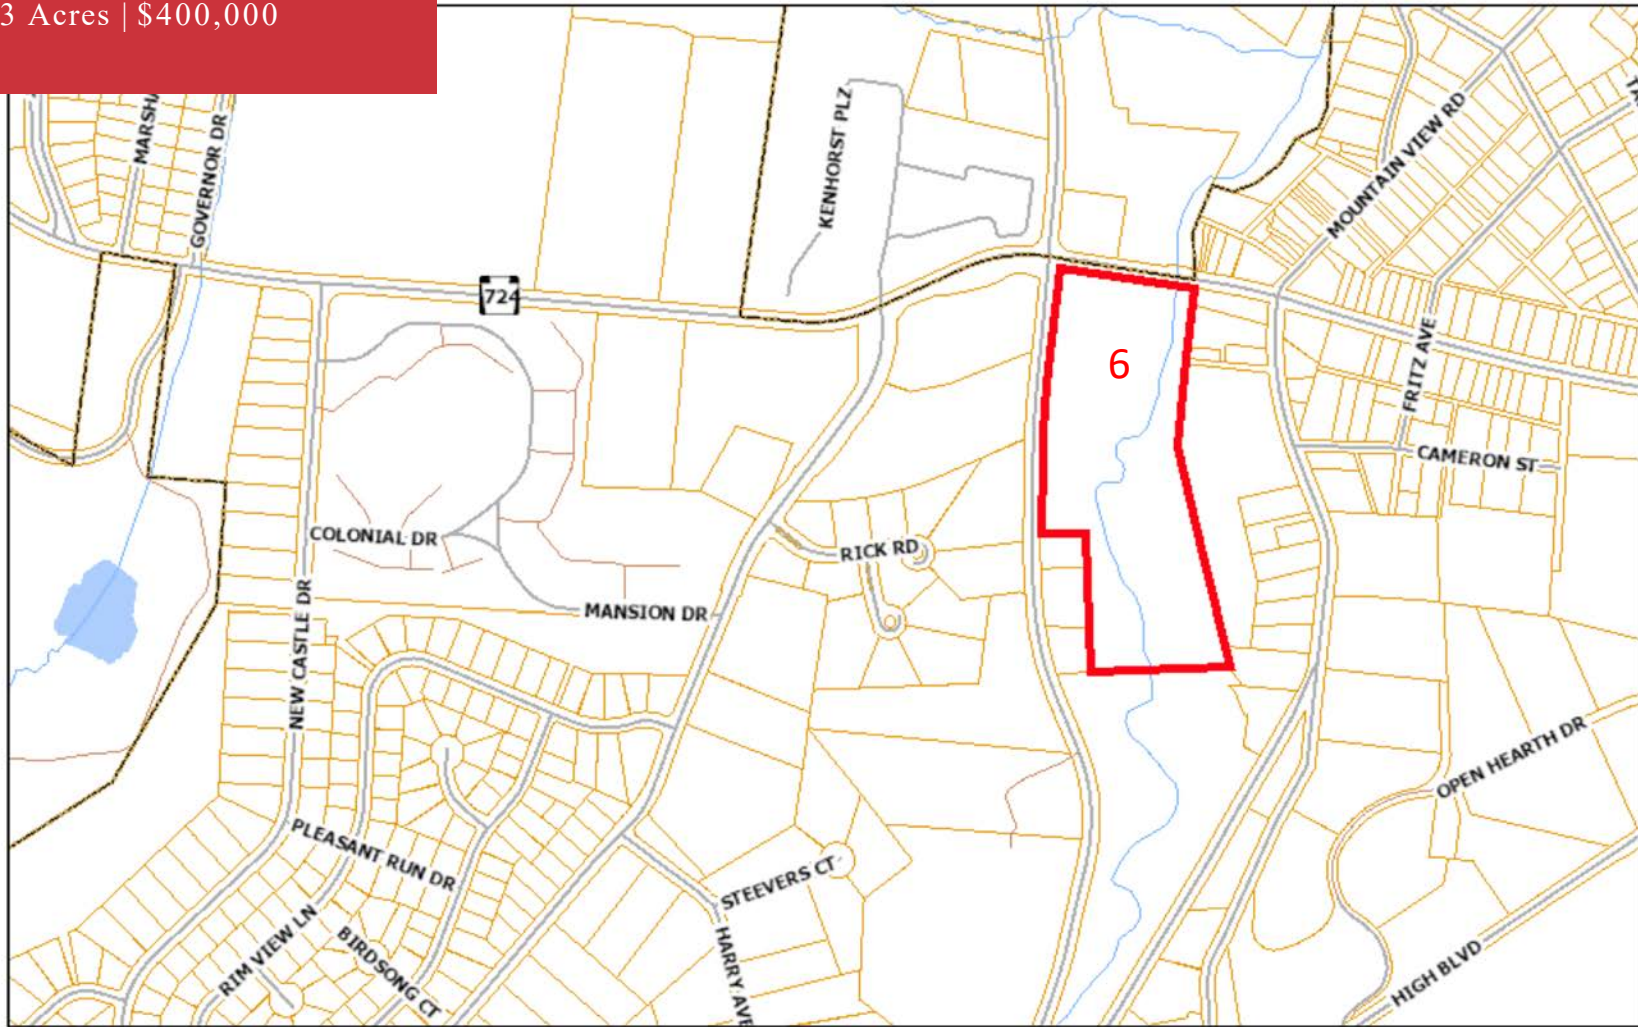 3 Acres | $400,000
MARSHA
GOVERNOR DR
KENHORST PLZ
MOUNTAIN VIEW RD
724
6
FRITZ AVE
CAMERON ST
COLONIAL DR
RICK RD
MANSION DR
NEW CASTLE DR
OPEN HEARTH DR
PLEASANT RUN DR
STEEVERS CT
RIM VIEW LN
BIRDSONG CT
HARRY AVE
HIGH BLVD